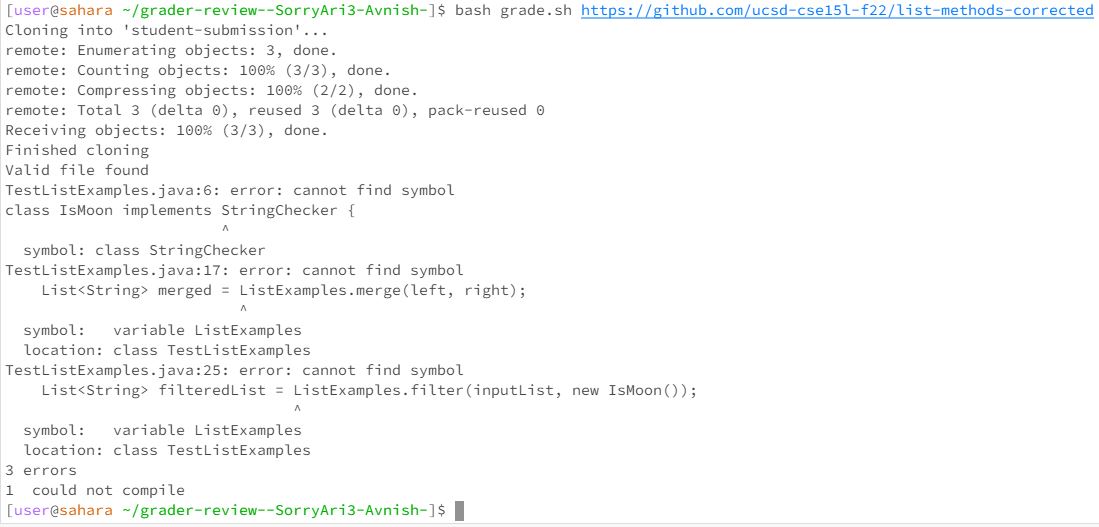 [user@sahara ~/grader-review--SorryAri3-Avnish-]$ bash grade.sh https://github.com/ucsd-cse15l-f22/list-methods-corrected
Cloning into 'student-submission'...
remote: Enumerating objects: 3, done.
remote: Counting objects: 100% (3/3), done.
remote: Compressing objects: 100% (2/2), done.
remote: Total 3 (delta 0), reused 3 (delta 0), pack-reused 0
Receiving objects: 100% (3/3), done.
Finished cloning
Valid file found
TestListExamples.java:6: error: cannot find symbol
class IsMoon implements StringChecker {
                        ^
  symbol: class StringChecker
TestListExamples.java:17: error: cannot find symbol
    List<String> merged = ListExamples.merge(left, right);
                          ^
  symbol:   variable ListExamples
  location: class TestListExamples
TestListExamples.java:25: error: cannot find symbol
    List<String> filteredList = ListExamples.filter(inputList, new IsMoon());
                                ^
  symbol:   variable ListExamples
  location: class TestListExamples
3 errors
1  could not compile
[user@sahara ~/grader-review--SorryAri3-Avnish-]$